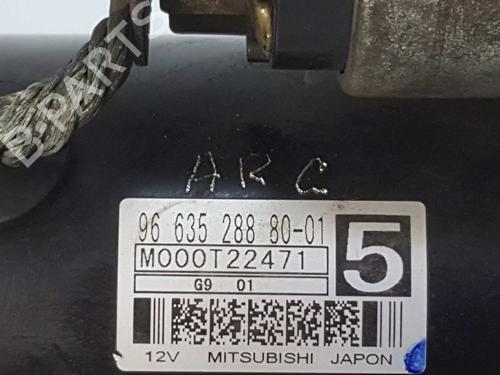 B-PARTS
ARC
96 635 288 80-01
M000T22471
5
G9 01
12V MITSUBISHI JAPON